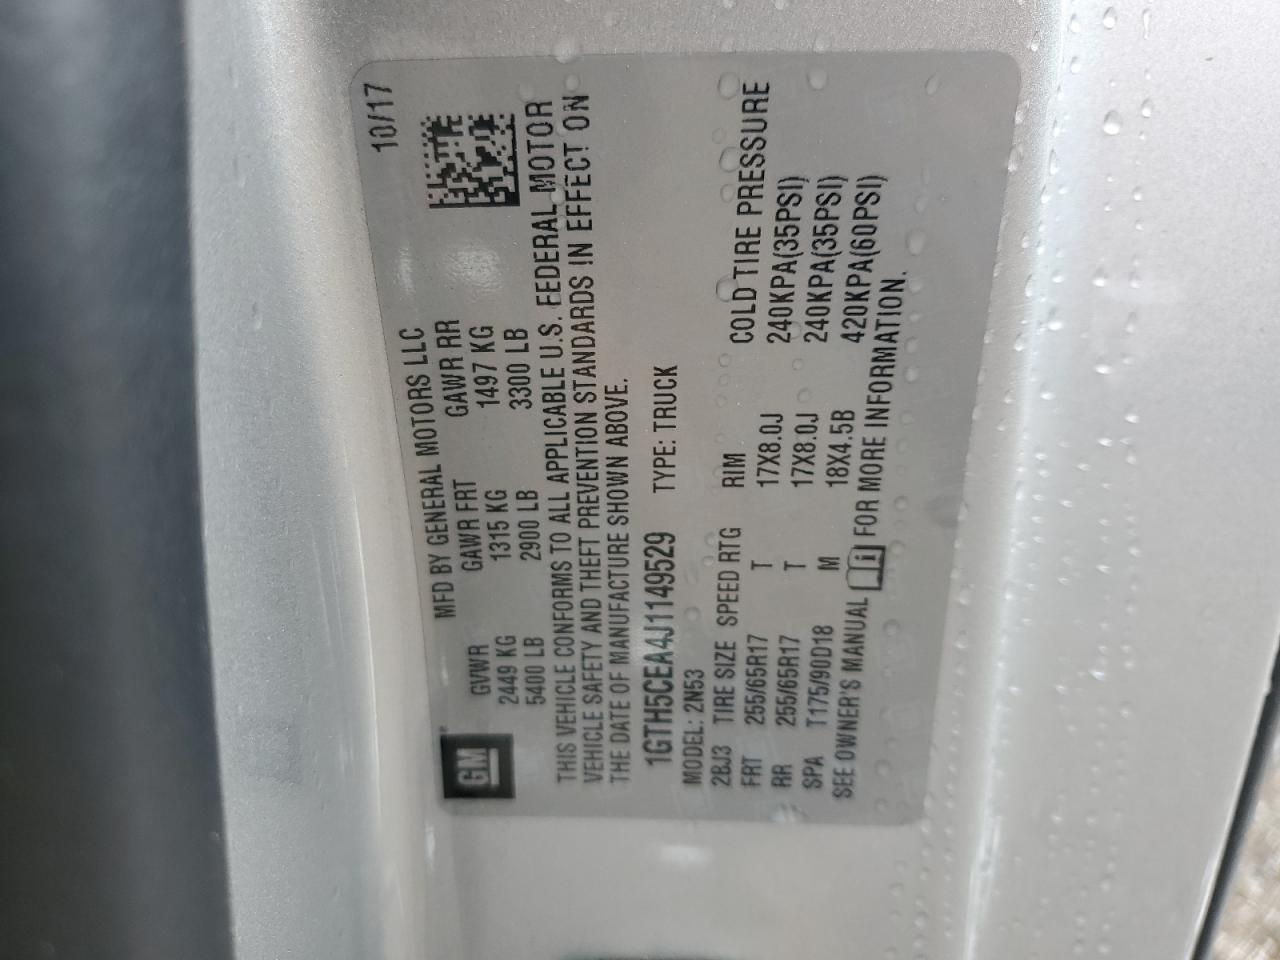 10/17
MFD BY GENERAL MOTORS LLC
GM
GVWR GAWR FRT GAWR RR
2449 KG 1315 KG 1497 KG
5400 LB 2900 LB 3300 LB
THIS VEHICLE CONFORMS TO ALL APPLICABLE U.S. FEDERAL MOTOR
VEHICLE SAFETY AND THEFT PREVENTION STANDARDS IN EFFECT ON
THE DATE OF MANUFACTURE SHOWN ABOVE.
1GTH5CEA4J1149529 TYPE: TRUCK
MODEL: 2N53
2BJ3 TIRE SIZE SPEED RTG RIM COLD TIRE PRESSURE
FRT 255/65R17 T 17X8.0J 240KPA(35PSI)
RR 255/65R17 T 17X8.0J 240KPA(35PSI)
SPA T175/90D18 M 18X4.5B 420KPA(60PSI)
SEE OWNER'S MANUAL i FOR MORE INFORMATION.